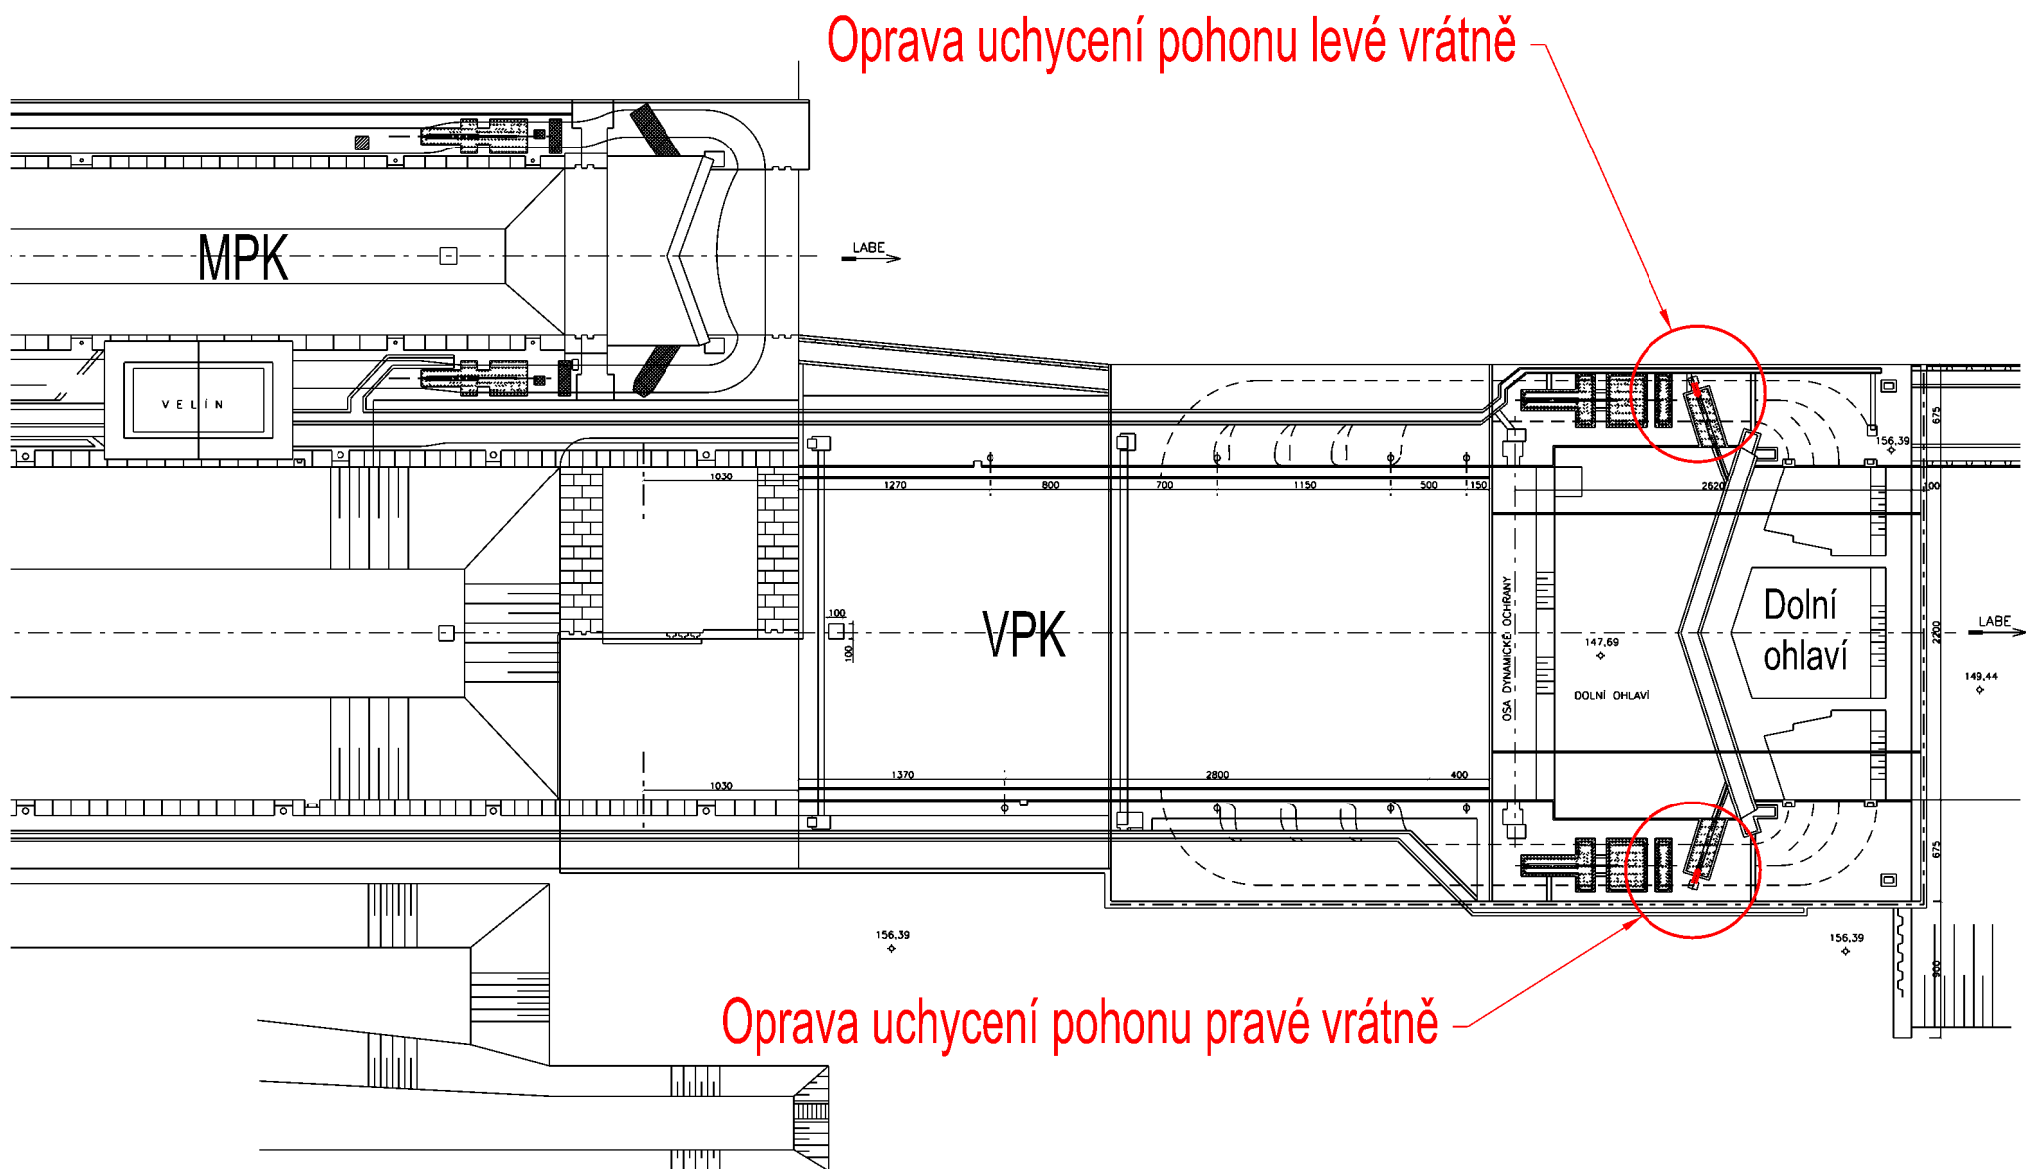 Oprava uchycení pohonu levé vrátně
MPK
LABE
VELÍN
675
156,39
1030
1270
800
700
1150
500
150
2620
100
OSA DYNAMICKÉ OCHRANY
100
100
VPK
147,69
DOLNÍ OHLAVÍ
Dolní
ohlaví
2200
LABE
149,44
1030
1370
2800
400
675
156,39
156,39
900
Oprava uchycení pohonu pravé vrátně